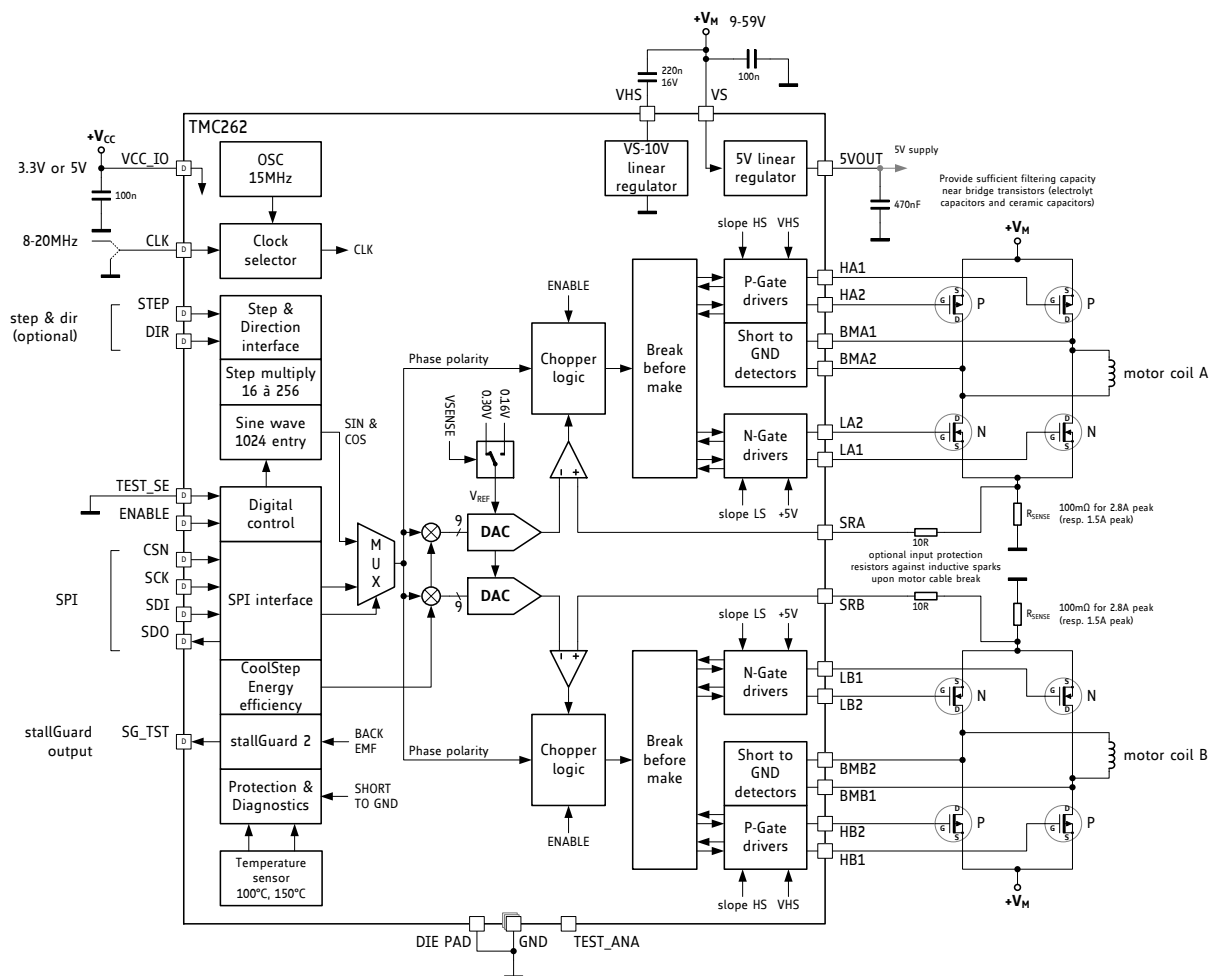 +VM
9-59V
220n
16V
100n
VHS
VS
TMC262
+VCC
3.3V or 5V
VCC_IO
D
100n
OSC
15MHz
VS-10V
linear
regulator
5V linear
regulator
5VOUT
5V supply
470nF
Provide sufficient filtering capacity
near bridge transistors (electrolyt
capacitors and ceramic capacitors)
8-20MHz
CLK
D
Clock
selector
CLK
slope HS
VHS
+VM
STEP
D
step & dir
(optional)
DIR
D
Step &
Direction
interface
Step multiply
16 à 256
Sine wave
1024 entry
SIN &
COS
ENABLE
Phase polarity
Chopper
logic
Break
before
make
P-Gate
drivers
Short to
GND
detectors
N-Gate
drivers
HA1
HA2
BMA1
BMA2
LA2
LA1
S
G
D
P
S
G
D
P
motor coil A
D
G
S
N
D
G
S
N
VSENSE
0.30V
0.16V
VREF
slope LS
+5V
TEST_SE
D
ENABLE
D
Digital
control
SPI
CSN
D
SCK
D
SDI
D
SDO
D
SPI interface
MUX
9
DAC
9
DAC
SRA
10R
RSENSE
100mΩ for 2.8A peak
(resp. 1.5A peak)
optional input protection
resistors against inductive sparks
upon motor cable break
SRB
10R
RSENSE
100mΩ for 2.8A peak
(resp. 1.5A peak)
slope LS
+5V
CoolStep
Energy
efficiency
stallGuard
output
SG_TST
D
stallGuard 2
BACK
EMF
Protection &
Diagnostics
SHORT
TO GND
Temperature
sensor
100°C, 150°C
Phase polarity
Chopper
logic
ENABLE
Break
before
make
N-Gate
drivers
Short to
GND
detectors
P-Gate
drivers
LB1
LB2
BMB2
BMB1
HB2
HB1
S
G
D
N
S
G
D
N
motor coil B
D
G
S
P
D
G
S
P
slope HS
VHS
+VM
DIE PAD
GND
TEST_ANA